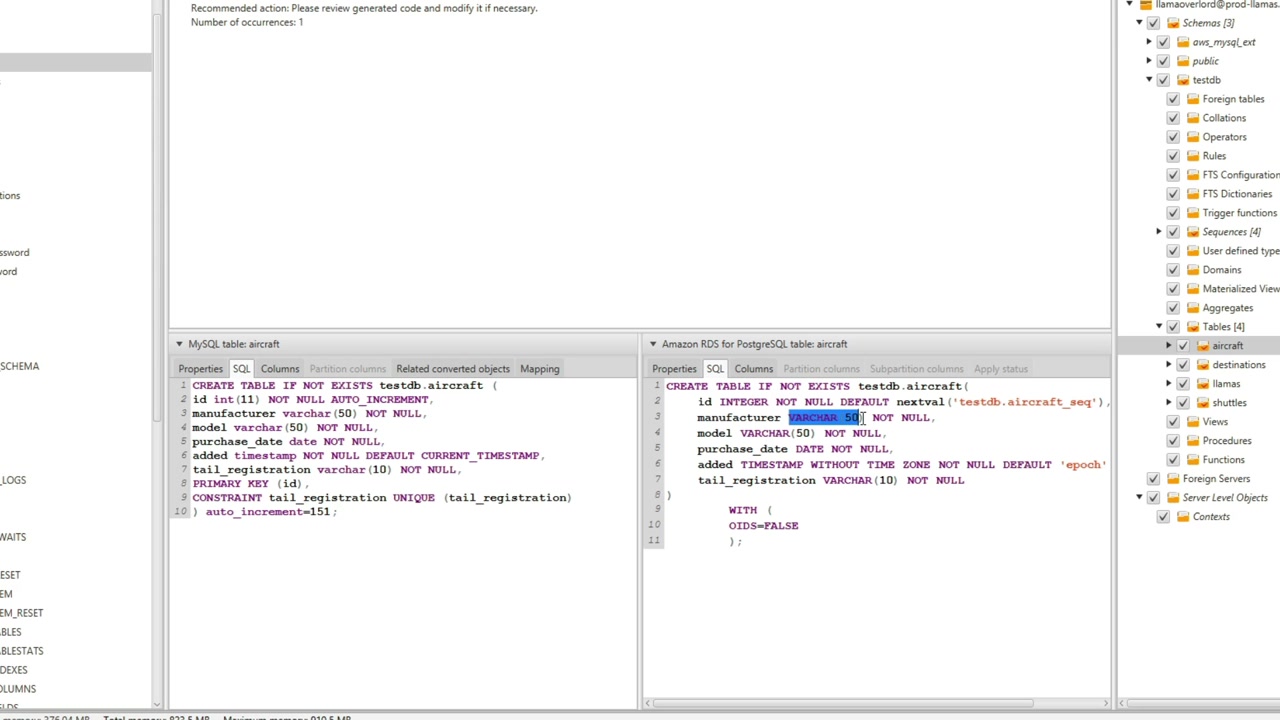 Recommended action: Please review generated code and modify it if necessary.
Number of occurrences: 1
tions
ssword
word
SCHEMA
_LOGS
WAITS
ESET
EM
EM_RESET
ABLES
ABLESTATS
NDEXES
OLUMNS
MySQL table: aircraft
Properties SQL Columns Partition columns Related converted objects Mapping
1 CREATE TABLE IF NOT EXISTS testdb.aircraft (
2 id int(11) NOT NULL AUTO_INCREMENT,
3 manufacturer varchar(50) NOT NULL,
4 model varchar(50) NOT NULL,
5 purchase_date date NOT NULL,
6 added timestamp NOT NULL DEFAULT CURRENT_TIMESTAMP,
7 tail_registration varchar(10) NOT NULL,
8 PRIMARY KEY (id),
9 CONSTRAINT tail_registration UNIQUE (tail_registration)
10 ) auto_increment=151;
Amazon RDS for PostgreSQL table: aircraft
Properties SQL Columns Partition columns Subpartition columns Apply status
1 CREATE TABLE IF NOT EXISTS testdb.aircraft(
2 id INTEGER NOT NULL DEFAULT nextval('testdb.aircraft_seq'),
3 manufacturer VARCHAR 50) NOT NULL,
4 model VARCHAR(50) NOT NULL,
5 purchase_date DATE NOT NULL,
6 added TIMESTAMP WITHOUT TIME ZONE NOT NULL DEFAULT 'epoch'
7 tail_registration VARCHAR(10) NOT NULL
8 )
9 WITH (
10 OIDS=FALSE
11 );
llamaoverlord@prod-llamas.
Schemas [3]
aws_mysql_ext
public
testdb
Foreign tables
Collations
Operators
Rules
FTS Configuration
FTS Dictionaries
Trigger functions
Sequences [4]
User defined type
Domains
Materialized View
Aggregates
Tables [4]
aircraft
destinations
llamas
shuttles
Views
Procedures
Functions
Foreign Servers
Server Level Objects
Contexts